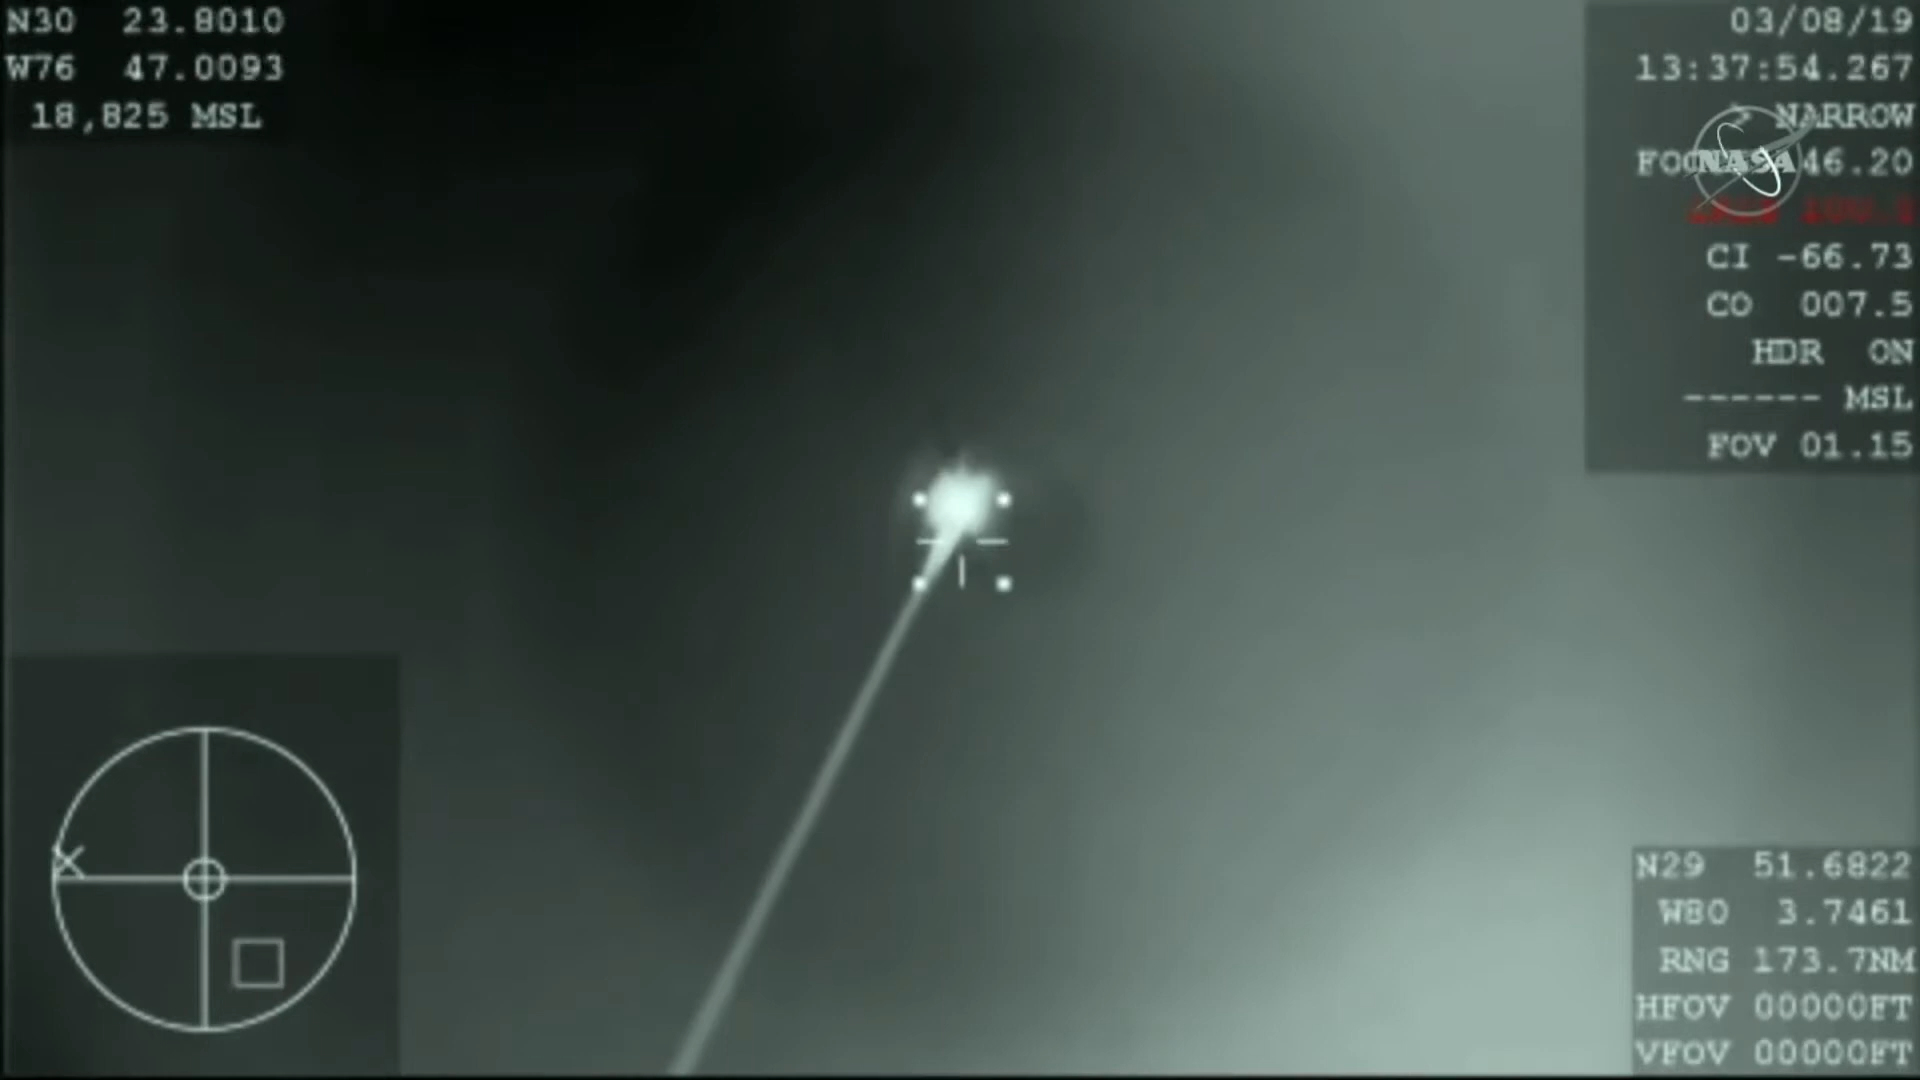 N30 23.8010
W76 47.0093
18,825 MSL
03/08/19
13:37:54.267
> NARROW
NASA
46.20
CI -66.73
CO 007.5
HDR ON
------ MSL
FOV 01.15
N29 51.6822
W80 3.7461
RNG 173.7NM
HFOV 00000FT
VFOV 00000FT